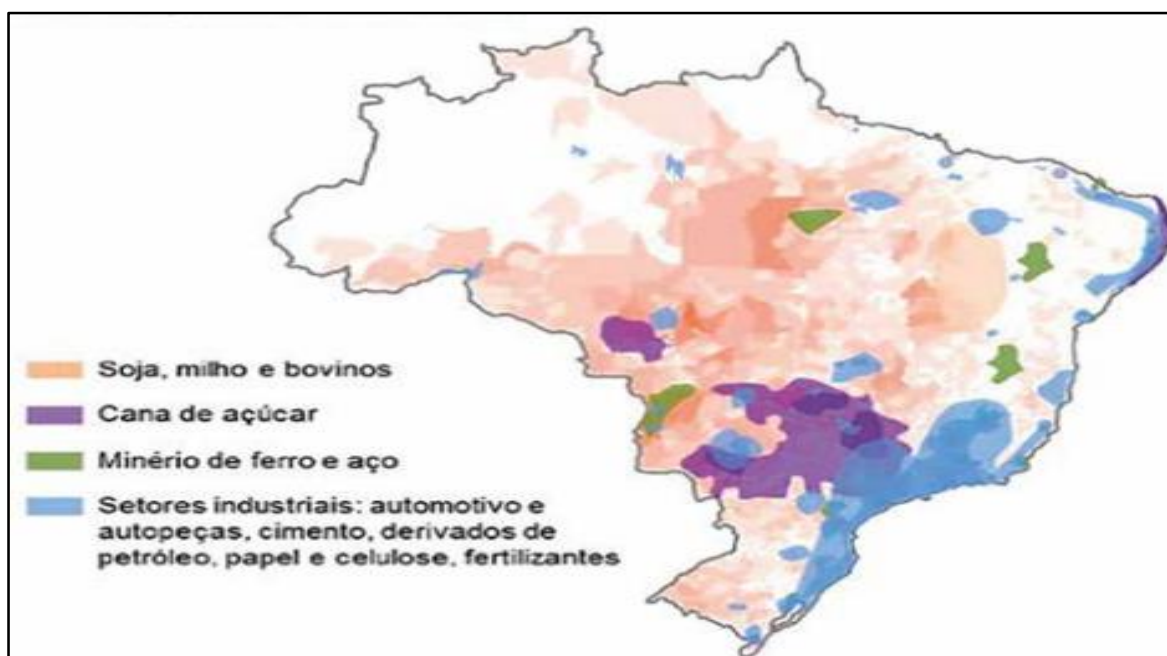 Soja, milho e bovinos
Cana de açúcar
Minério de ferro e aço
Setores industriais: automotivo e
autopeças, cimento, derivados de
petróleo, papel e celulose, fertilizantes